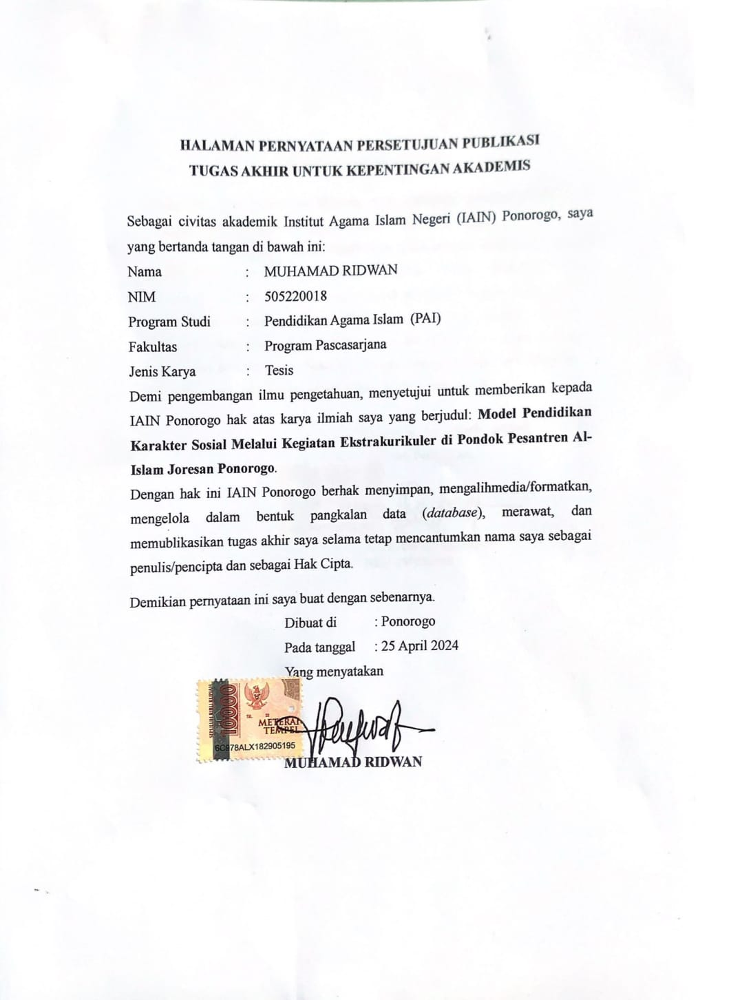 HALAMAN PERNYATAAN PERSETUJUAN PUBLIKASI
TUGAS AKHIR UNTUK KEPENTINGAN AKADEMIS
Sebagai civitas akademik Institut Agama Islam Negeri (IAIN) Ponorogo, saya
yang bertanda tangan di bawah ini:
Nama : MUHAMAD RIDWAN
NIM : 505220018
Program Studi : Pendidikan Agama Islam (PAI)
Fakultas : Program Pascasarjana
Jenis Karya : Tesis
Demi pengembangan ilmu pengetahuan, menyetujui untuk memberikan kepada
IAIN Ponorogo hak atas karya ilmiah saya yang berjudul: Model Pendidikan
Karakter Sosial Melalui Kegiatan Ekstrakurikuler di Pondok Pesantren Al-
Islam Joresan Ponorogo.
Dengan hak ini IAIN Ponorogo berhak menyimpan, mengalihmedia/formatkan,
mengelola dalam bentuk pangkalan data (database), merawat, dan
memublikasikan tugas akhir saya selama tetap mencantumkan nama saya sebagai
penulis/pencipta dan sebagai Hak Cipta.
Demikian pernyataan ini saya buat dengan sebenarnya.
Dibuat di : Ponorogo
Pada tanggal : 25 April 2024
Yang menyatakan
SEPULUH RIBU RUPIAH
10000
TGL. 20
METERAI
TEMPEL
6C978ALX182905195
MUHAMAD RIDWAN